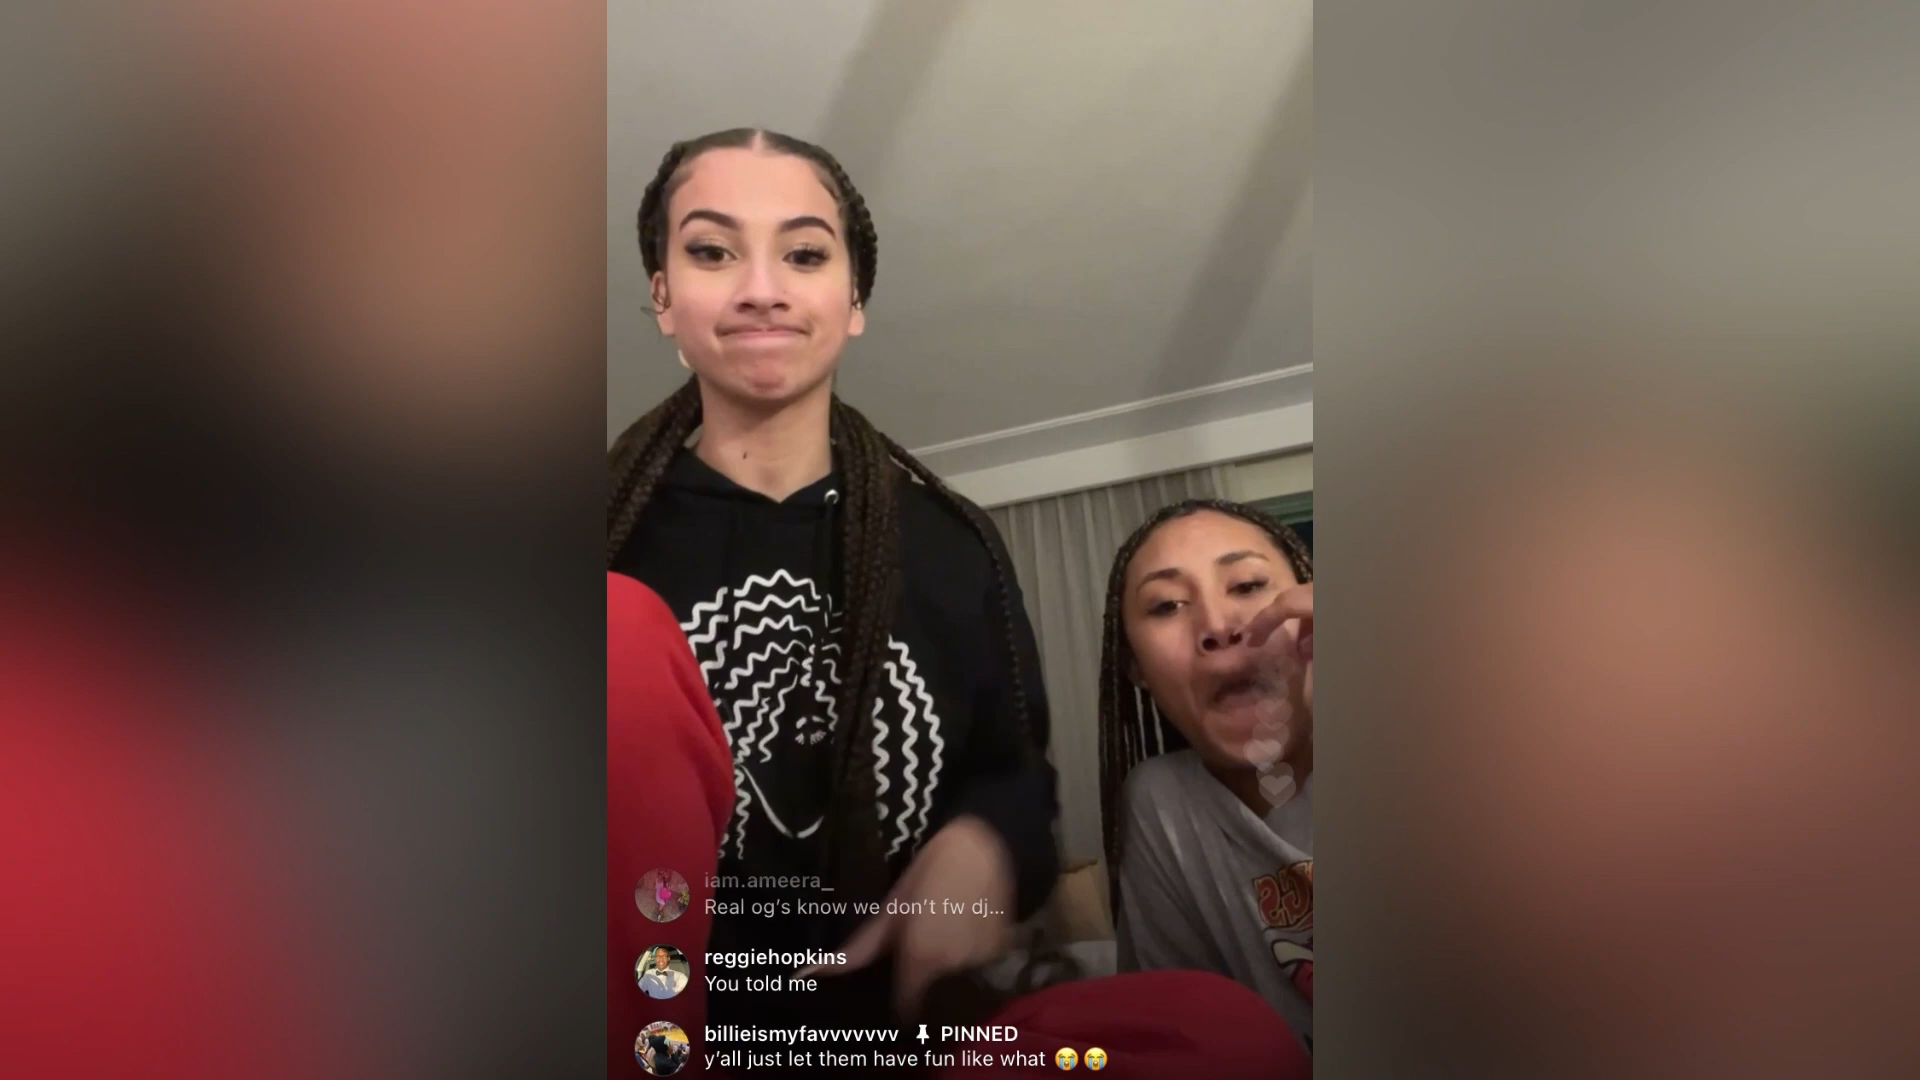 iam.ameera_
Real og's know we don't fw dj...
reggiehopkins
You told me
billieismyfavvvvvvv PINNED
y'all just let them have fun like what 😭😭